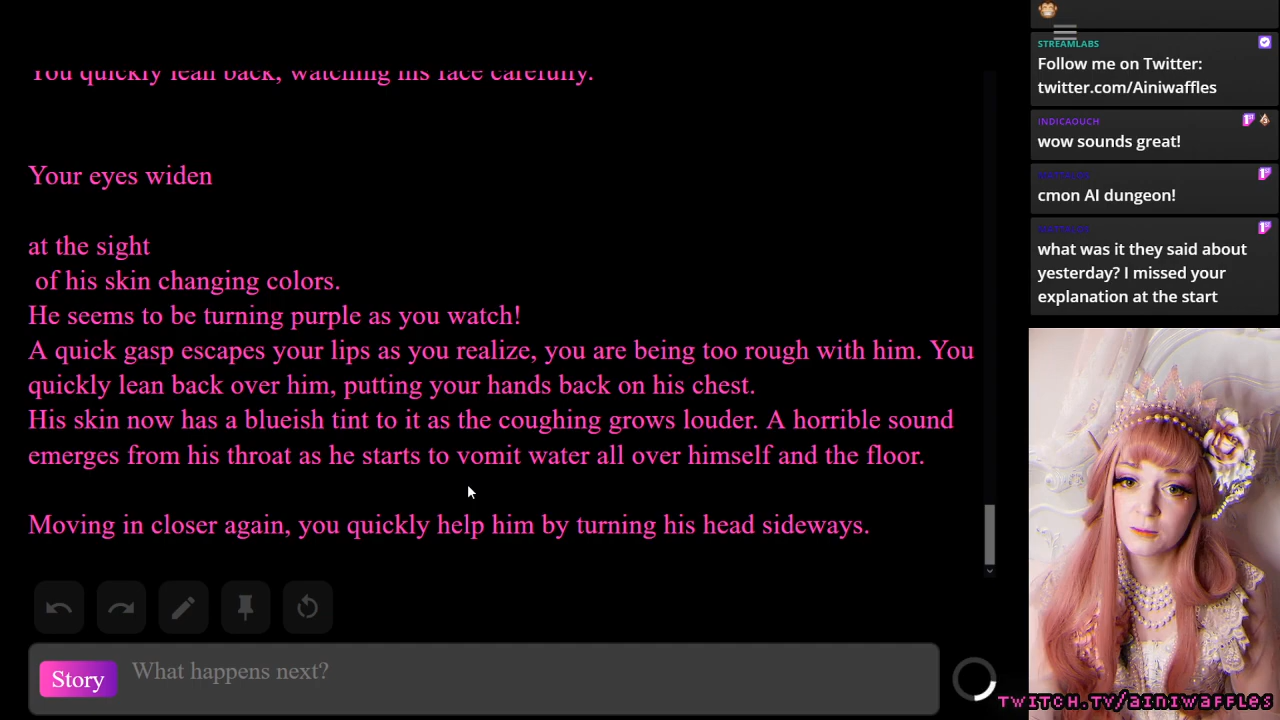 You quickly lean back, watching his face carefully.
Your eyes widen
at the sight
of his skin changing colors.
He seems to be turning purple as you watch!
A quick gasp escapes your lips as you realize, you are being too rough with him. You
quickly lean back over him, putting your hands back on his chest.
His skin now has a blueish tint to it as the coughing grows louder. A horrible sound
emerges from his throat as he starts to vomit water all over himself and the floor.
Moving in closer again, you quickly help him by turning his head sideways.
Story
What happens next?
STREAMLABS
Follow me on Twitter:
twitter.com/Ainiwaffles
INDICAOUCH
wow sounds great!
cmon AI dungeon!
what was it they said about
yesterday? I missed your
explanation at the start
TWITCH.TV/AINIWAFFLES